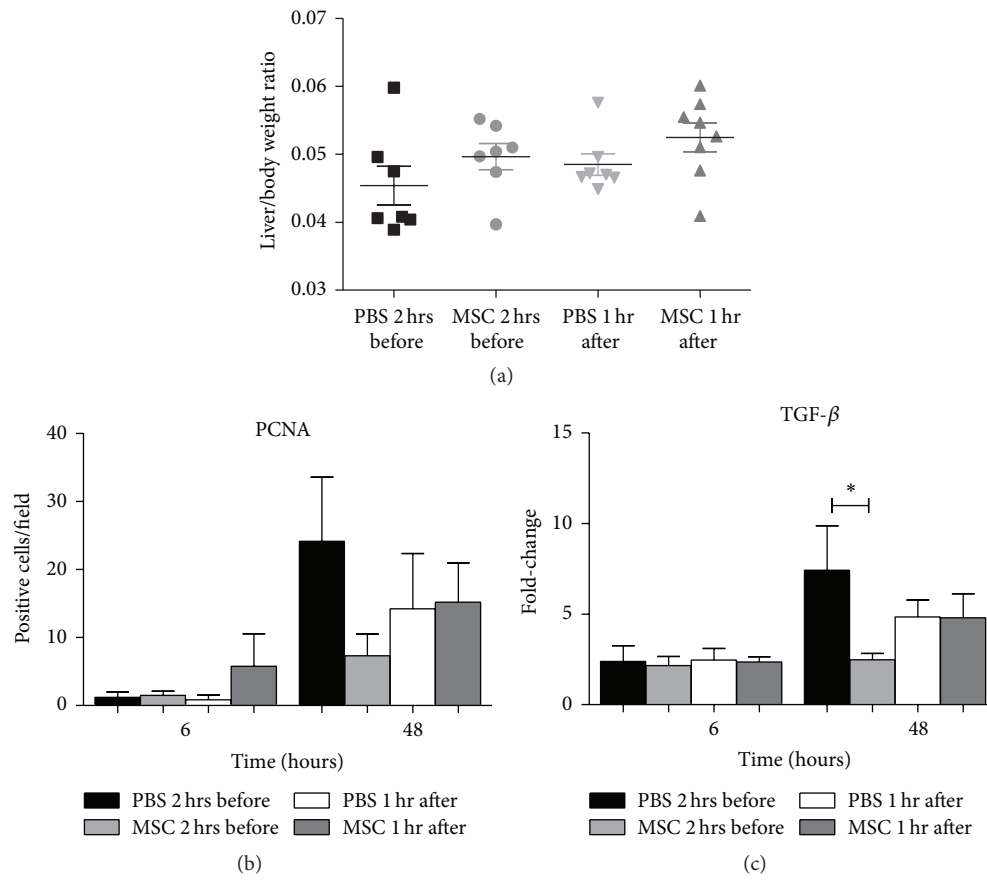 0.07
0.06
0.05
0.04
0.03
Liver/body weight ratio
PBS 2 hrs before
MSC 2 hrs before
PBS 1 hr after
MSC 1 hr after
(a)
PCNA
40
30
20
10
0
Positive cells/field
6
48
Time (hours)
PBS 2 hrs before
PBS 1 hr after
MSC 2 hrs before
MSC 1 hr after
(b)
TGF-β
15
10
5
0
Fold-change
*
6
48
Time (hours)
PBS 2 hrs before
PBS 1 hr after
MSC 2 hrs before
MSC 1 hr after
(c)